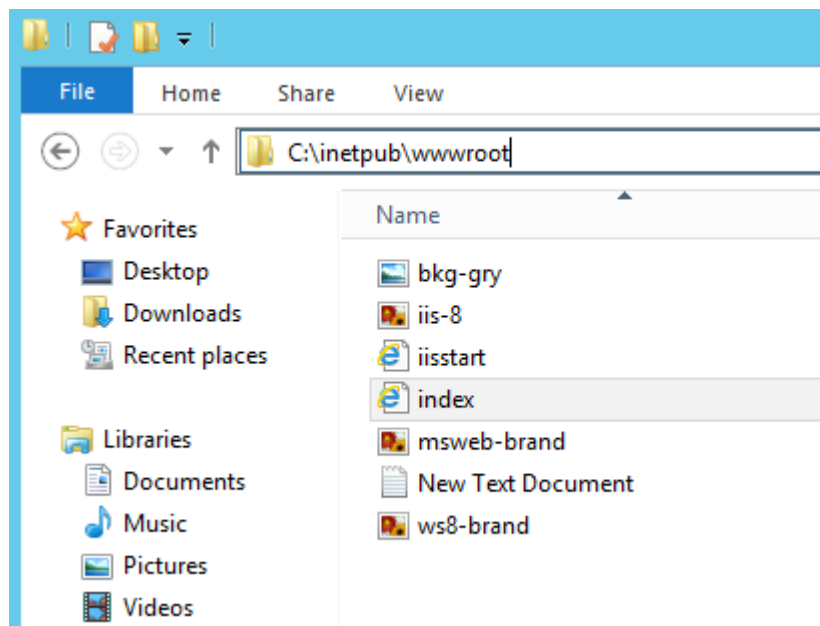 File Home Share View
C:\inetpub\wwwroot
Name
Favorites
Desktop
Downloads
Recent places
Libraries
Documents
Music
Pictures
Videos
bkg-gry
iis-8
iisstart
index
msweb-brand
New Text Document
ws8-brand